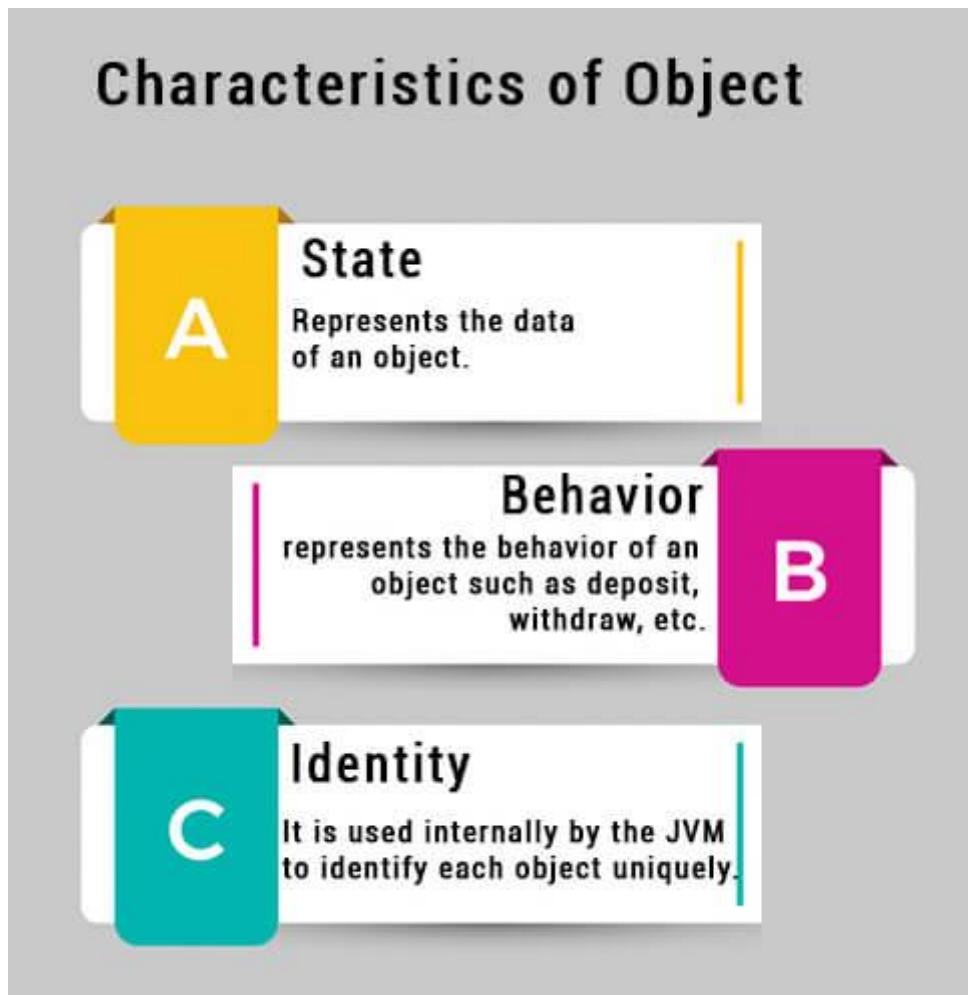 Characteristics of Object
A
State
Represents the data
of an object.
Behavior
represents the behavior of an
object such as deposit,
withdraw, etc.
B
C
Identity
It is used internally by the JVM
to identify each object uniquely.